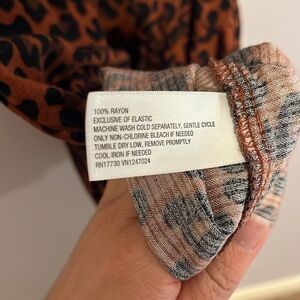 100% RAYON
EXCLUSIVE OF ELASTIC
MACHINE WASH COLD SEPARATELY, GENTLE CYCLE
ONLY NON-CHLORINE BLEACH IF NEEDED
TUMBLE DRY LOW, REMOVE PROMPTLY
COOL IRON IF NEEDED
RN17730 VN1247024